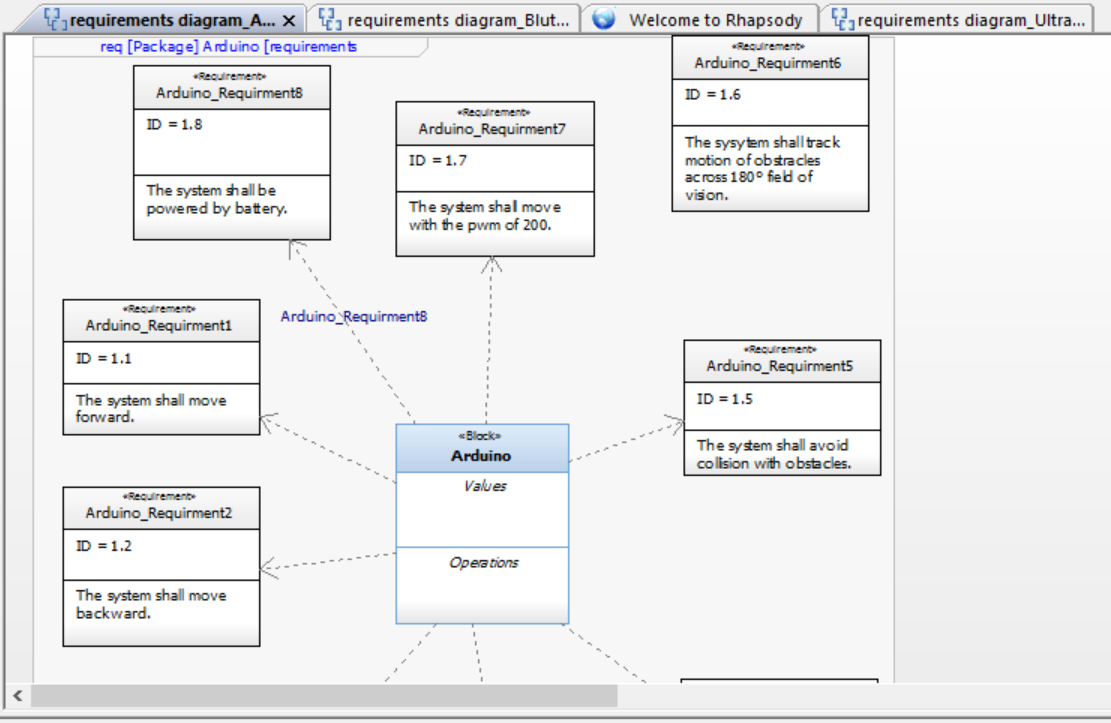 requirements diagram_A...
requirements diagram_Blut...
Welcome to Rhapsody
requirements diagram_Ultra...
req [Package] Arduino [requirements
«Requirement»
Arduino_Requirment8
ID = 1.8
The system shall be
powered by battery.
«Requirement»
Arduino_Requirment7
ID = 1.7
The system shall move
with the pwm of 200.
«Requirement»
Arduino_Requirment6
ID = 1.6
The sysytem shall track
motion of obstracles
across 180° field of
vision.
«Requirement»
Arduino_Requirment1
ID = 1.1
The system shall move
forward.
Arduino_Requirment8
«Requirement»
Arduino_Requirment5
ID = 1.5
The system shall avoid
collision with obstacles.
«Block»
Arduino
Values
Operations
«Requirement»
Arduino_Requirment2
ID = 1.2
The system shall move
backward.